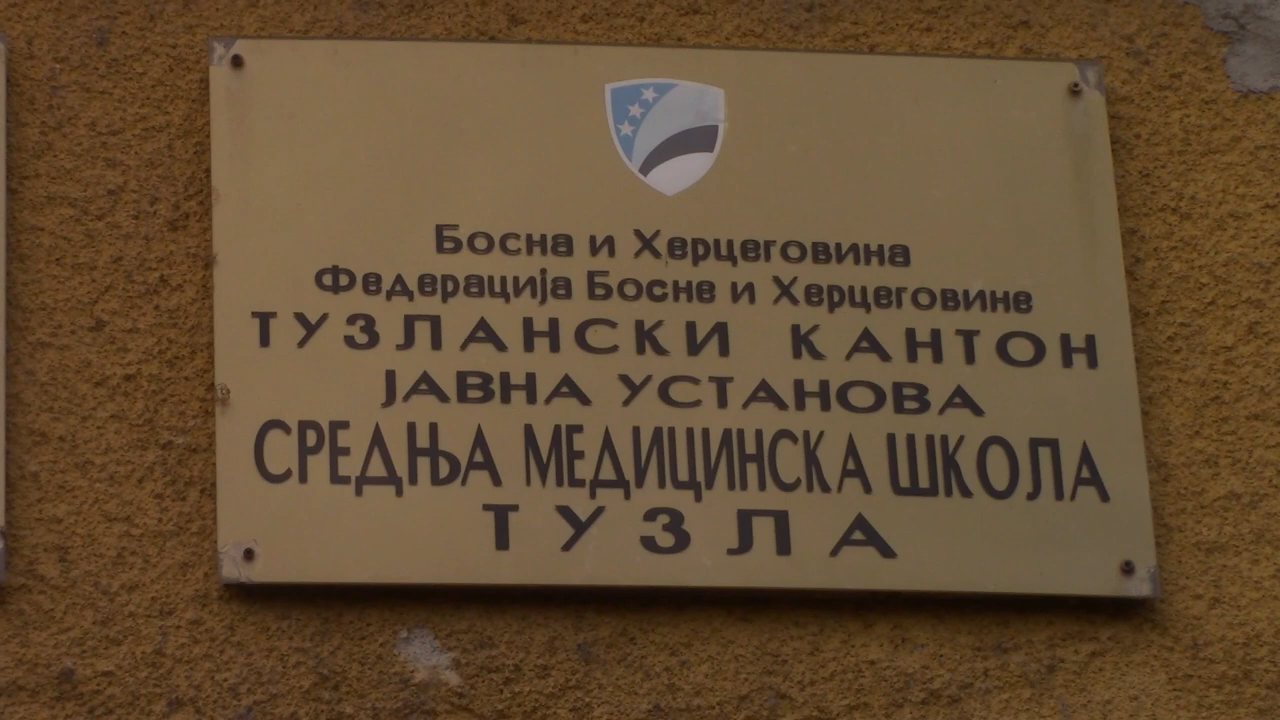 Босна и Херцеговина
Федерација Босне и Херцеговине
ТУЗЛАНСКИ КАНТОН
ЈАВНА УСТАНОВА
СРЕДЊА МЕДИЦИНСКА ШКОЛА
ТУЗЛА